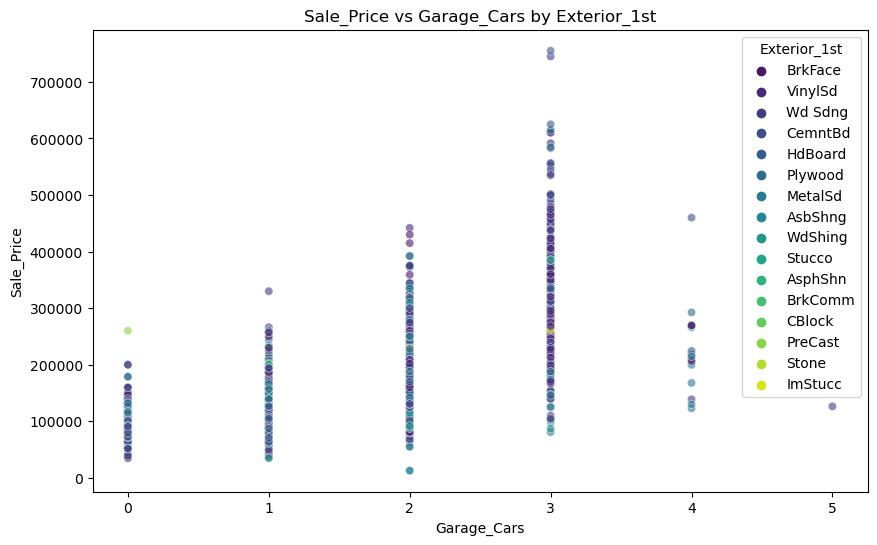 Sale_Price vs Garage_Cars by Exterior_1st
Sale_Price
700000
600000
500000
400000
300000
200000
100000
0
0 1 2 3 4 5
Garage_Cars
Exterior_1st
BrkFace
VinylSd
Wd Sdng
CemntBd
HdBoard
Plywood
MetalSd
AsbShng
WdShing
Stucco
AsphShn
BrkComm
CBlock
PreCast
Stone
ImStucc